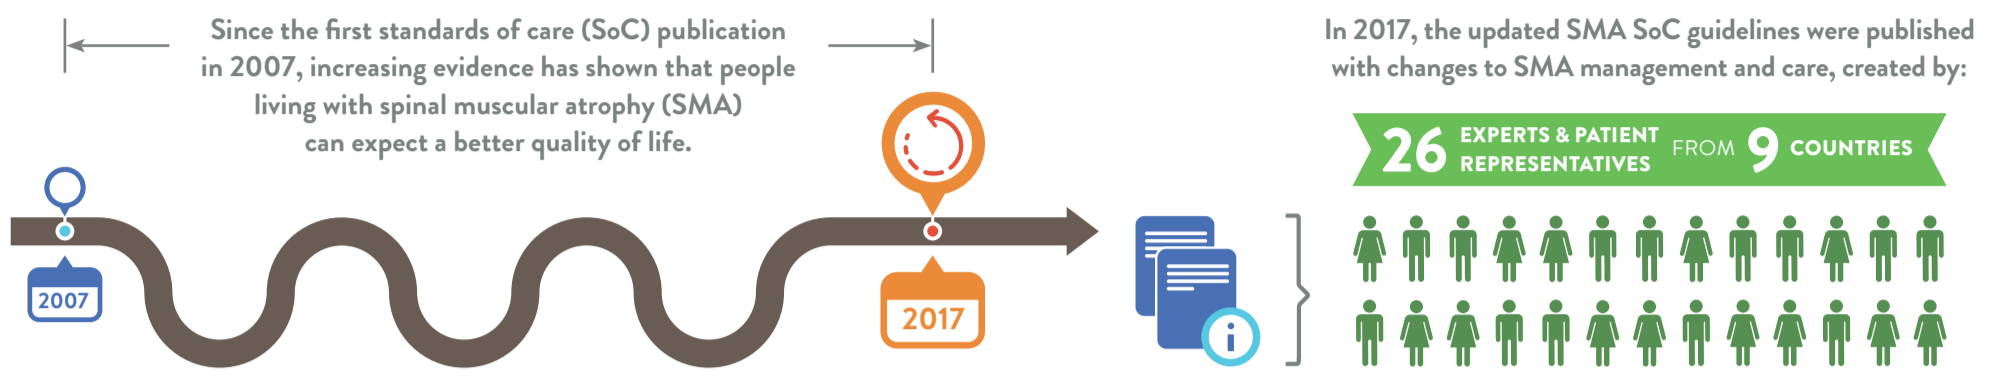 Since the first standards of care (SoC) publication
in 2007, increasing evidence has shown that people
living with spinal muscular atrophy (SMA)
can expect a better quality of life.
2007
2017
In 2017, the updated SMA SoC guidelines were published
with changes to SMA management and care, created by:
26 EXPERTS & PATIENT REPRESENTATIVES FROM 9 COUNTRIES
i